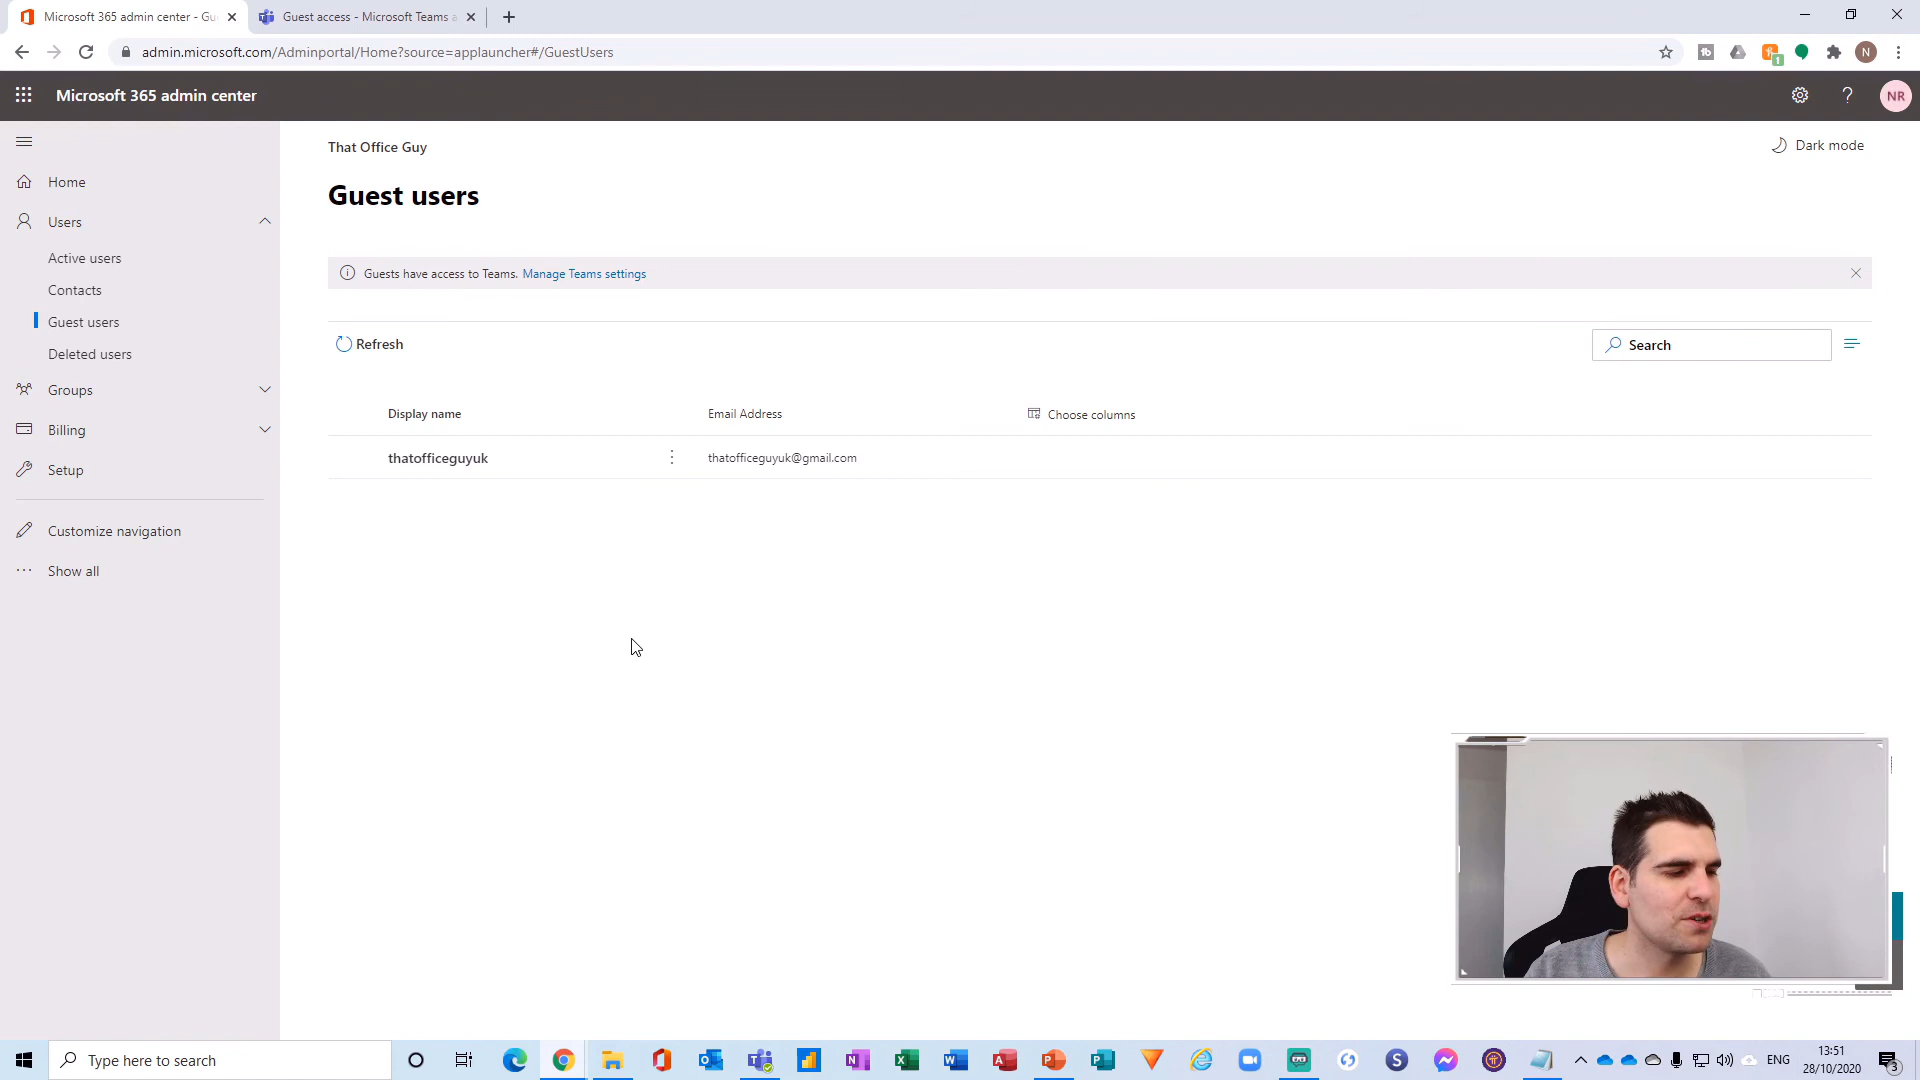 Microsoft 365 admin center - Gu
Guest access - Microsoft Teams a
admin.microsoft.com/Adminportal/Home?source=applauncher#/GuestUsers
N
Microsoft 365 admin center
NR
That Office Guy
Dark mode
Home
Guest users
Users
Active users
Guests have access to Teams. Manage Teams settings
Contacts
Guest users
Refresh
Search
Deleted users
Groups
Display name
Email Address
Choose columns
Billing
thatofficeguyuk
thatofficeguyuk@gmail.com
Setup
Customize navigation
Show all
Type here to search
ENG
13:51
28/10/2020
3